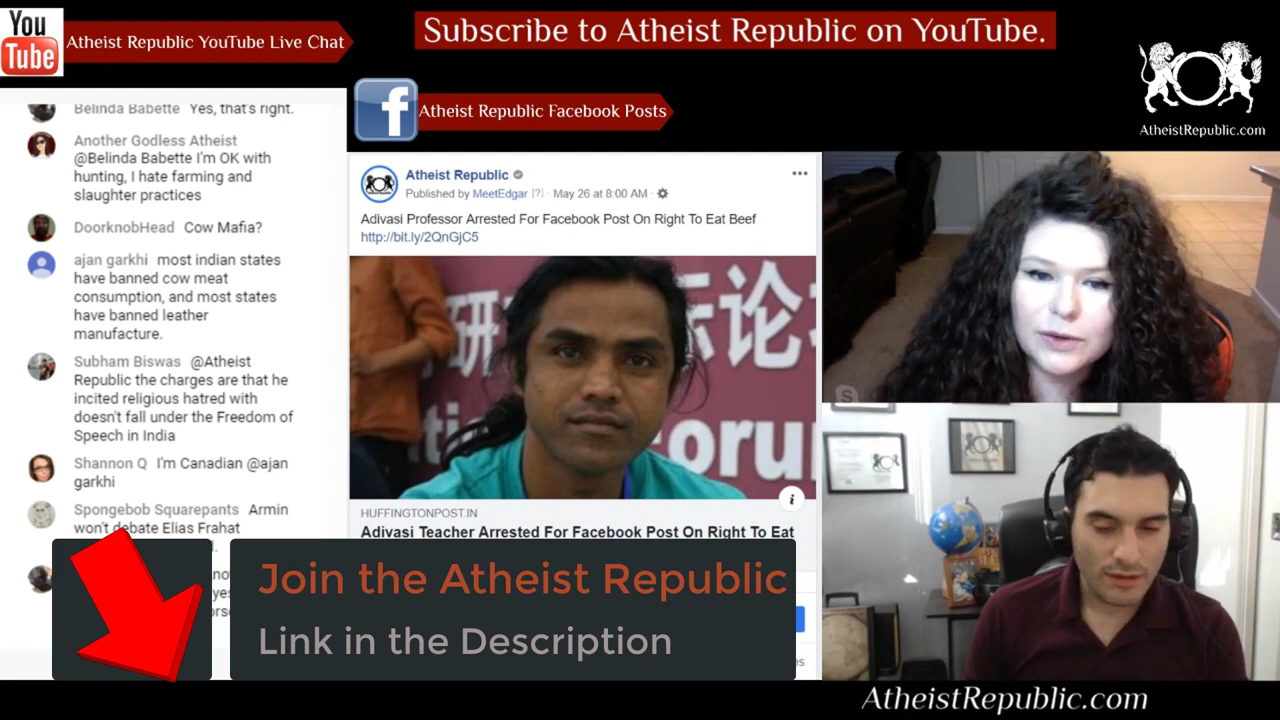 You
Tube
Atheist Republic YouTube Live Chat
Subscribe to Atheist Republic on YouTube.
AtheistRepublic.com
f
Atheist Republic Facebook Posts
Belinda Babette Yes, that's right.
Another Godless Atheist
@Belinda Babette I'm OK with
hunting, I hate farming and
slaughter practices
DoorknobHead Cow Mafia?
ajan garkhi most indian states
have banned cow meat
consumption, and most states
have banned leather
manufacture.
Subham Biswas @Atheist
Republic the charges are that he
incited religious hatred with
doesn't fall under the Freedom of
Speech in India
Shannon Q I'm Canadian @ajan
garkhi
Spongebob Squarepants Armin
won't debate Elias Frahat
Atheist Republic
Published by MeetEdgar [?] · May 26 at 8:00 AM ·
Adivasi Professor Arrested For Facebook Post On Right To Eat Beef
http://bit.ly/2QnGjC5
研 际论
orum
i
HUFFINGTONPOST.IN
Adivasi Teacher Arrested For Facebook Post On Right To Eat
Join the Atheist Republic
Link in the Description
AtheistRepublic.com